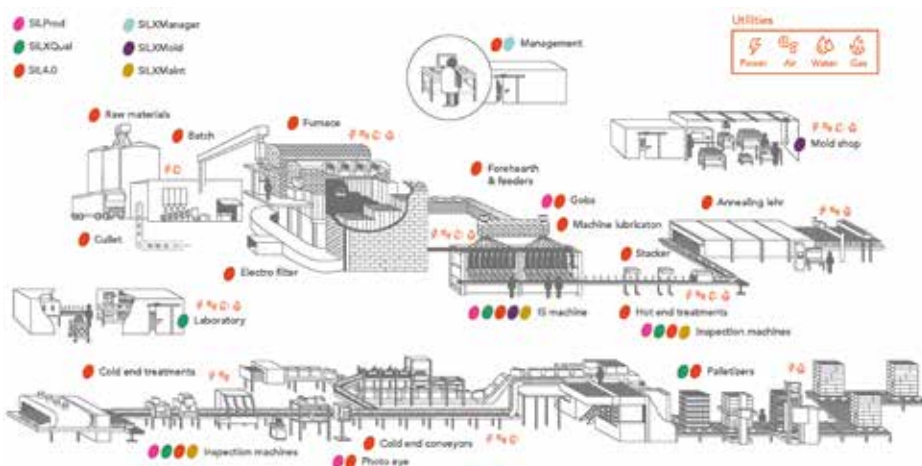 SILProd
SILXQual
SIL4.0
SILXManager
SILXMold
SILXMaint
Management
Utilities
Power
Air
Water
Gas
Raw materials
Batch
Furnace
Mold shop
Forehearth
& feeders
Gobs
Machine lubricaton
Annealing lehr
Cullet
Electro filter
Stacker
Laboratory
IS machine
Hot end treatments
Inspection machines
Cold end treatments
Palletizers
Inspection machines
Cold end conveyors
Photo eye